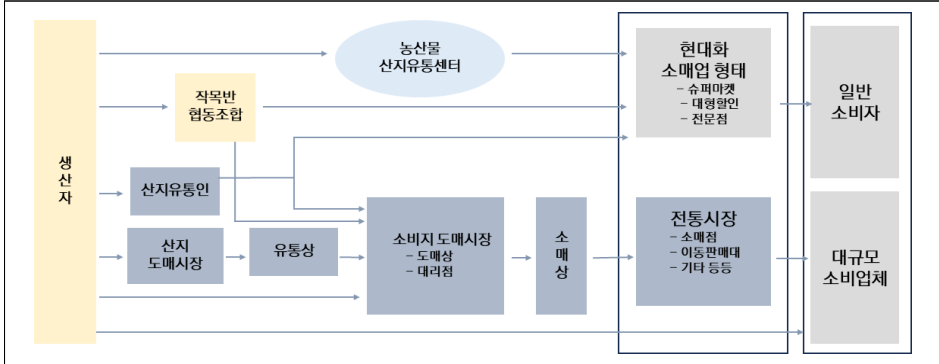 생
산
자
농산물
산지유통센터
작목반
협동조합
산지유통인
산지
도매시장
유통상
소비지 도매시장
– 도매상
– 대리점
소
매
상
현대화
소매업 형태
– 슈퍼마켓
– 대형할인
– 전문점
전통시장
– 소매점
– 이동판매대
– 기타 등등
일반
소비자
대규모
소비업체